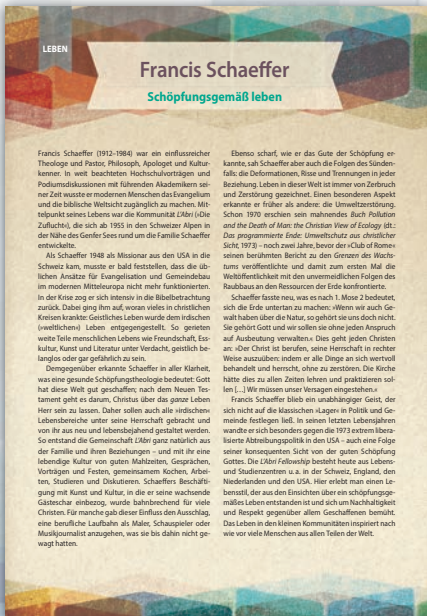 LEBEN
Francis Schaeffer
Schöpfungsgemäß leben
Francis Schaeffer (1912–1984) war ein einflussreicher
Theologe und Pastor, Philosoph, Apologet und Kultur-
kenner. In weit beachteten Hochschulvorträgen und
Podiumsdiskussionen mit führenden Akademikern sei-
ner Zeit wusste er modernen Menschen das Evangelium
und die biblische Weltsicht zugänglich zu machen. Mit-
telpunkt seines Lebens war die Kommunität L'Abri (»Die
Zuflucht«), die sich ab 1955 in den Schweizer Alpen in
der Nähe des Genfer Sees rund um die Familie Schaeffer
entwickelte.
Als Schaeffer 1948 als Missionar aus den USA in die
Schweiz kam, musste er bald feststellen, dass die üb-
lichen Ansätze für Evangelisation und Gemeindebau
im modernen Mitteleuropa nicht mehr funktionierten.
In der Krise zog er sich intensiv in die Bibelbetrachtung
zurück. Dabei ging ihm auf, woran vieles in christlichen
Kreisen krankte: Geistliches Leben wurde dem irdischen
(»weltlichen«) Leben entgegengestellt. So gerieten
weite Teile menschlichen Lebens wie Freundschaft, Ess-
kultur, Kunst und Literatur unter Verdacht, geistlich be-
langlos oder gar gefährlich zu sein.
Demgegenüber erkannte Schaeffer in aller Klarheit,
was eine gesunde Schöpfungstheologie bedeutet: Gott
hat diese Welt gut geschaffen; nach dem Neuen Tes-
tament geht es darum, Christus über das ganze Leben
Herr sein zu lassen. Daher sollen auch alle »irdischen«
Lebensbereiche unter seine Herrschaft gebracht und
von ihr aus neu und lebensbejahend gestaltet werden.
So entstand die Gemeinschaft L'Abri ganz natürlich aus
der Familie und ihren Beziehungen – und mit ihr eine
lebendige Kultur von guten Mahlzeiten, Gesprächen,
Vorträgen und Festen, gemeinsamem Kochen, Arbei-
ten, Studieren und Diskutieren. Schaeffers Beschäfti-
gung mit Kunst und Kultur, in die er seine wachsende
Gästeschar einbezog, wurde bahnbrechend für viele
Christen. Für manche gab dieser Einfluss den Ausschlag,
eine berufliche Laufbahn als Maler, Schauspieler oder
Musikjournalist anzugehen, was sie bis dahin nicht ge-
wagt hatten.
Ebenso scharf, wie er das Gute der Schöpfung er-
kannte, sah Schaeffer aber auch die Folgen des Sünden-
falls: die Deformationen, Risse und Trennungen in jeder
Beziehung. Leben in dieser Welt ist immer von Zerbruch
und Zerstörung gezeichnet. Einen besonderen Aspekt
erkannte er früher als andere: die Umweltzerstörung.
Schon 1970 erschien sein mahnendes Buch Pollution
and the Death of Man: the Christian View of Ecology (dt.:
Das programmierte Ende: Umweltschutz aus christlicher
Sicht, 1973) – noch zwei Jahre, bevor der »Club of Rome«
seinen berühmten Bericht zu den Grenzen des Wachs-
tums veröffentlichte und damit zum ersten Mal die
Weltöffentlichkeit mit den unvermeidlichen Folgen des
Raubbaus an den Ressourcen der Erde konfrontierte.
Schaeffer fasste neu, was es nach 1. Mose 2 bedeutet,
sich die Erde untertan zu machen: »Wenn wir auch Ge-
walt haben über die Natur, so gehört sie uns doch nicht.
Sie gehört Gott und wir sollen sie ohne jeden Anspruch
auf Ausbeutung verwalten.« Dies geht jeden Christen
an: »Der Christ ist berufen, seine Herrschaft in rechter
Weise auszuüben: indem er alle Dinge an sich wertvoll
behandelt und herrscht, ohne zu zerstören. Die Kirche
hätte dies zu allen Zeiten lehren und praktizieren sol-
len [...] Wir müssen unser Versagen eingestehen.«
Francis Schaeffer blieb ein unabhängiger Geist, der
sich nicht auf die klassischen »Lager« in Politik und Ge-
meinde festlegen ließ. In seinen letzten Lebensjahren
wandte er sich besonders gegen die 1973 extrem libera-
lisierte Abtreibungspolitik in den USA – auch eine Folge
seiner konsequenten Sicht von der guten Schöpfung
Gottes. Die L'Abri Fellowship besteht heute aus Lebens-
und Studienzentren u.a. in der Schweiz, England, den
Niederlanden und den USA. Hier erlebt man einen Le-
bensstil, der aus den Einsichten über ein schöpfungsge-
mäßes Leben entstanden ist und sich um Nachhaltigkeit
und Respekt gegenüber allem Geschaffenen bemüht.
Das Leben in den kleinen Kommunitäten inspiriert nach
wie vor viele Menschen aus allen Teilen der Welt.